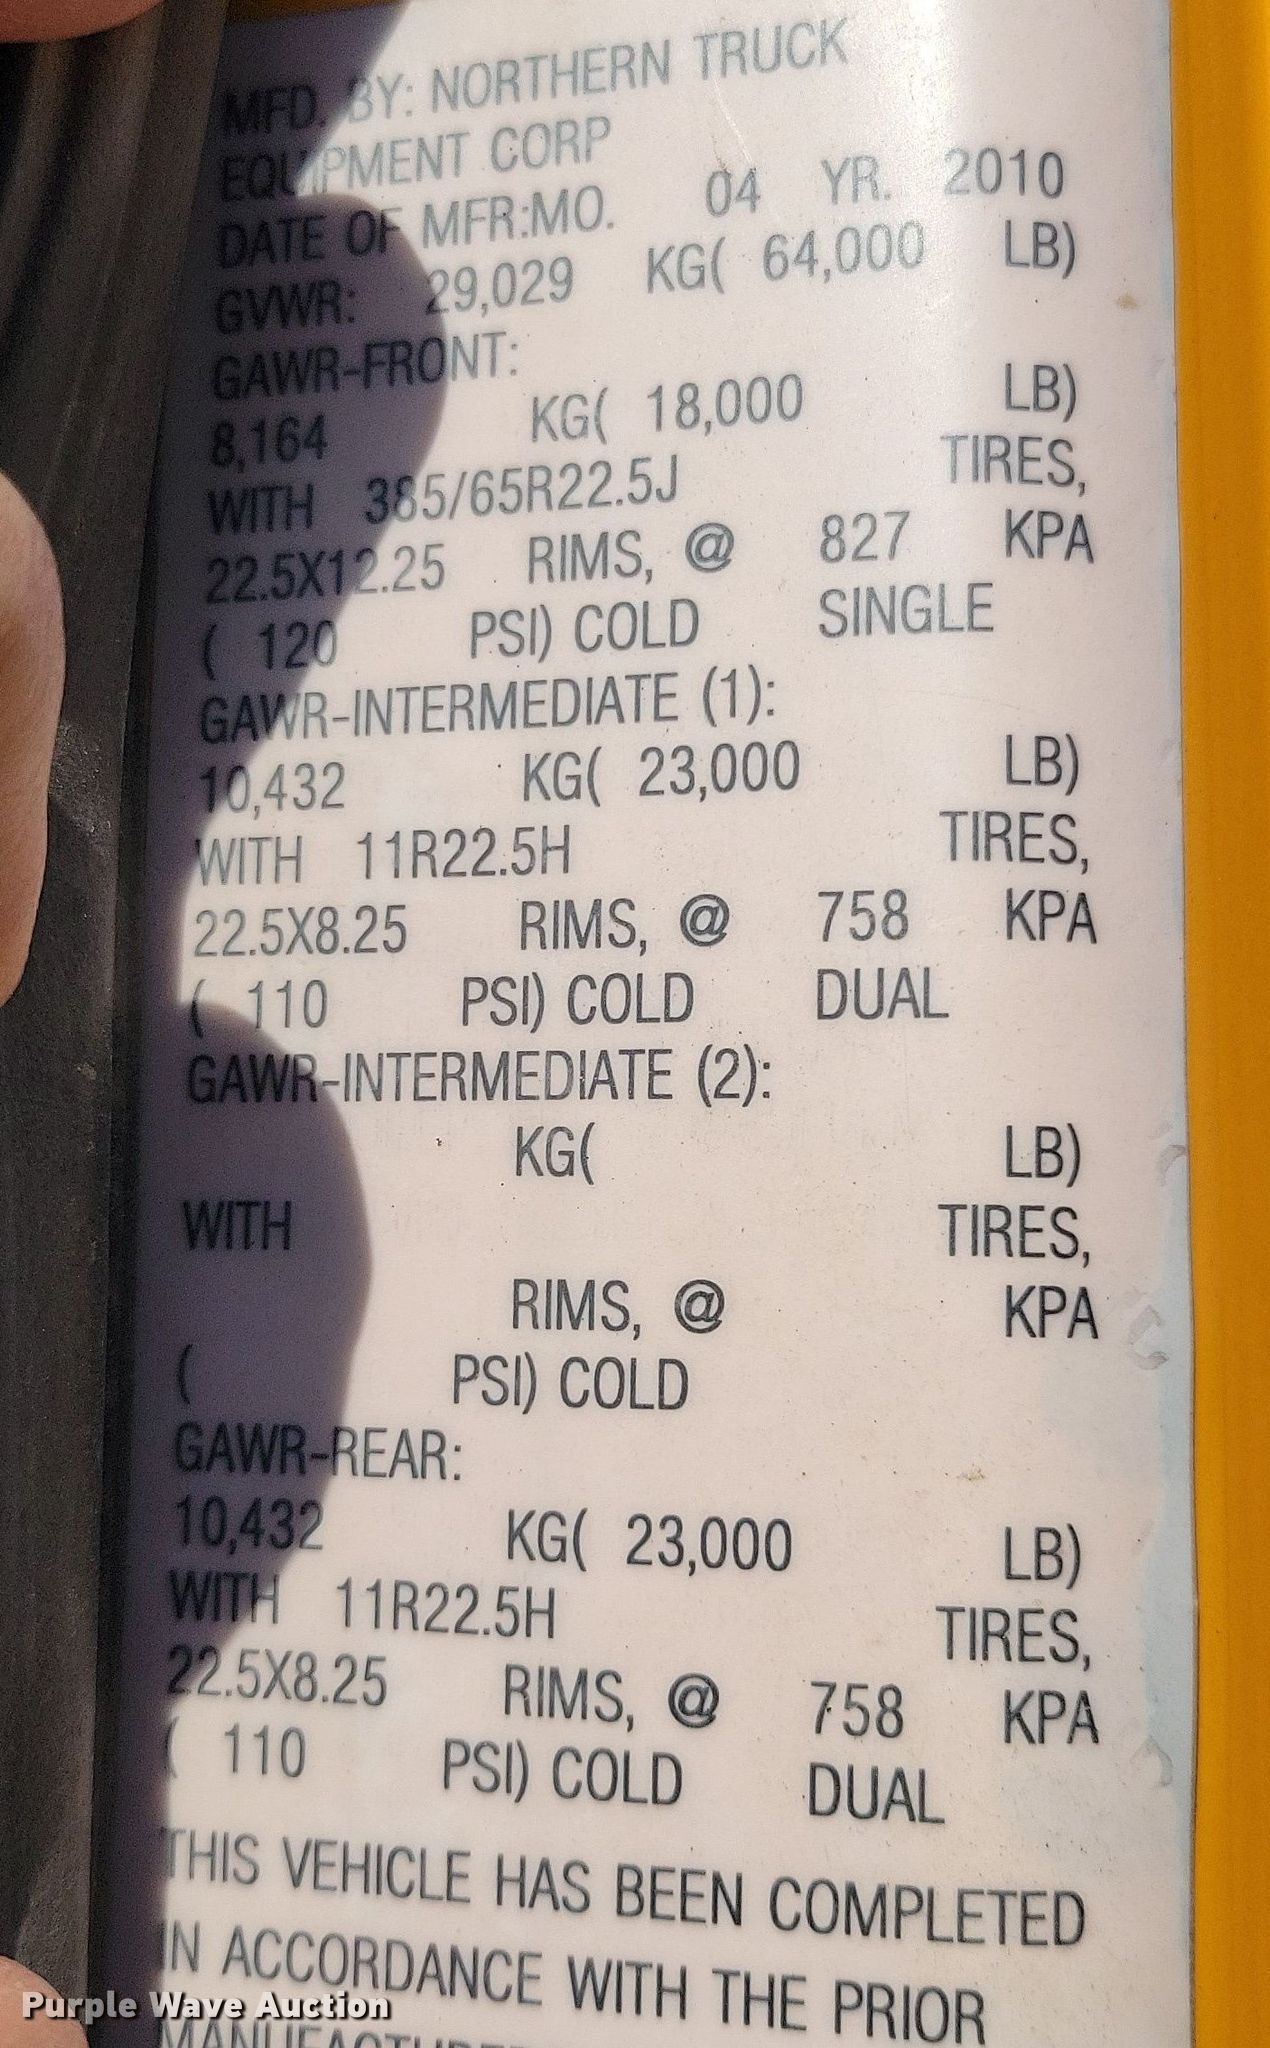 MFD. BY: NORTHERN TRUCK
EQUIPMENT CORP
DATE OF MFR:MO. 04 YR. 2010
GVWR: 29,029 KG( 64,000 LB)
GAWR-FRONT:
8,164 KG( 18,000 LB)
WITH 385/65R22.5J TIRES,
22.5X12.25 RIMS, @ 827 KPA
( 120 PSI) COLD SINGLE
GAWR-INTERMEDIATE (1):
10,432 KG( 23,000 LB)
WITH 11R22.5H TIRES,
22.5X8.25 RIMS, @ 758 KPA
( 110 PSI) COLD DUAL
GAWR-INTERMEDIATE (2):
KG( LB)
WITH TIRES,
RIMS, @ KPA
( PSI) COLD
GAWR-REAR:
10,432 KG( 23,000 LB)
WITH 11R22.5H TIRES,
22.5X8.25 RIMS, @ 758 KPA
( 110 PSI) COLD DUAL
THIS VEHICLE HAS BEEN COMPLETED
IN ACCORDANCE WITH THE PRIOR
Purple Wave Auction